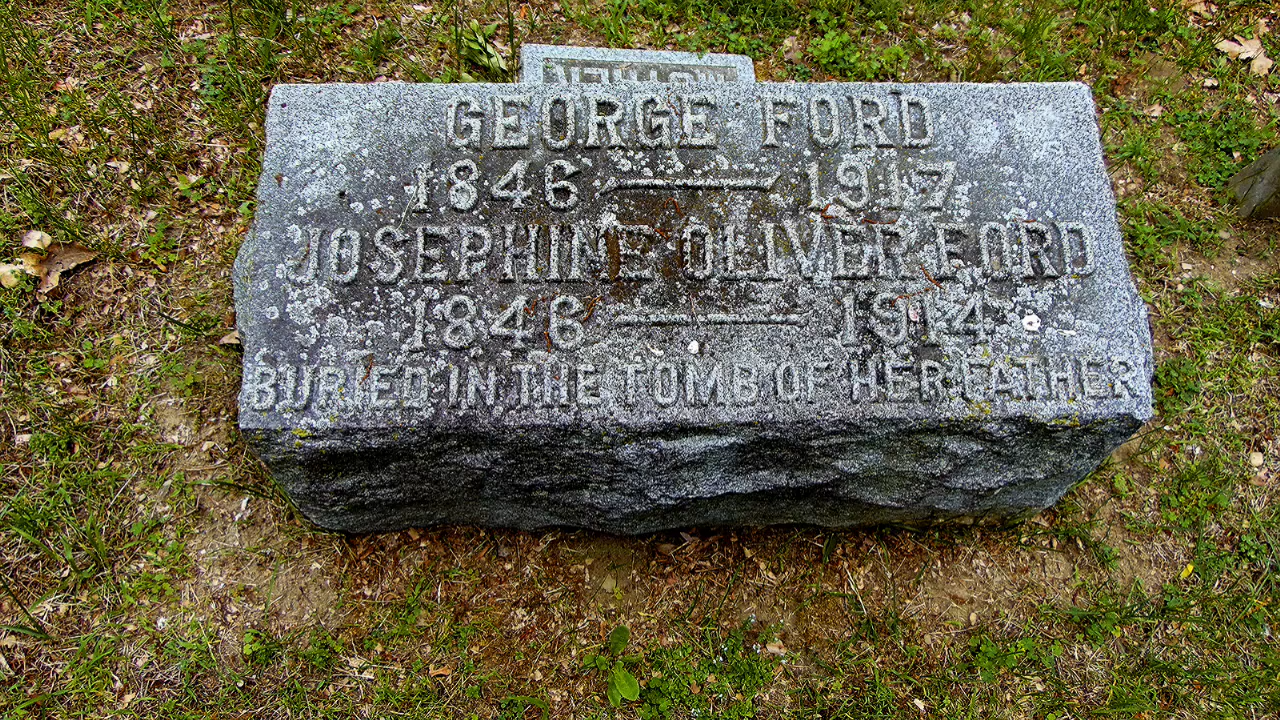 GEORGE FORD
1846 — 1917
JOSEPHINE OLIVER FORD
1846 — 1914
BURIED IN THE TOMB OF HER FATHER